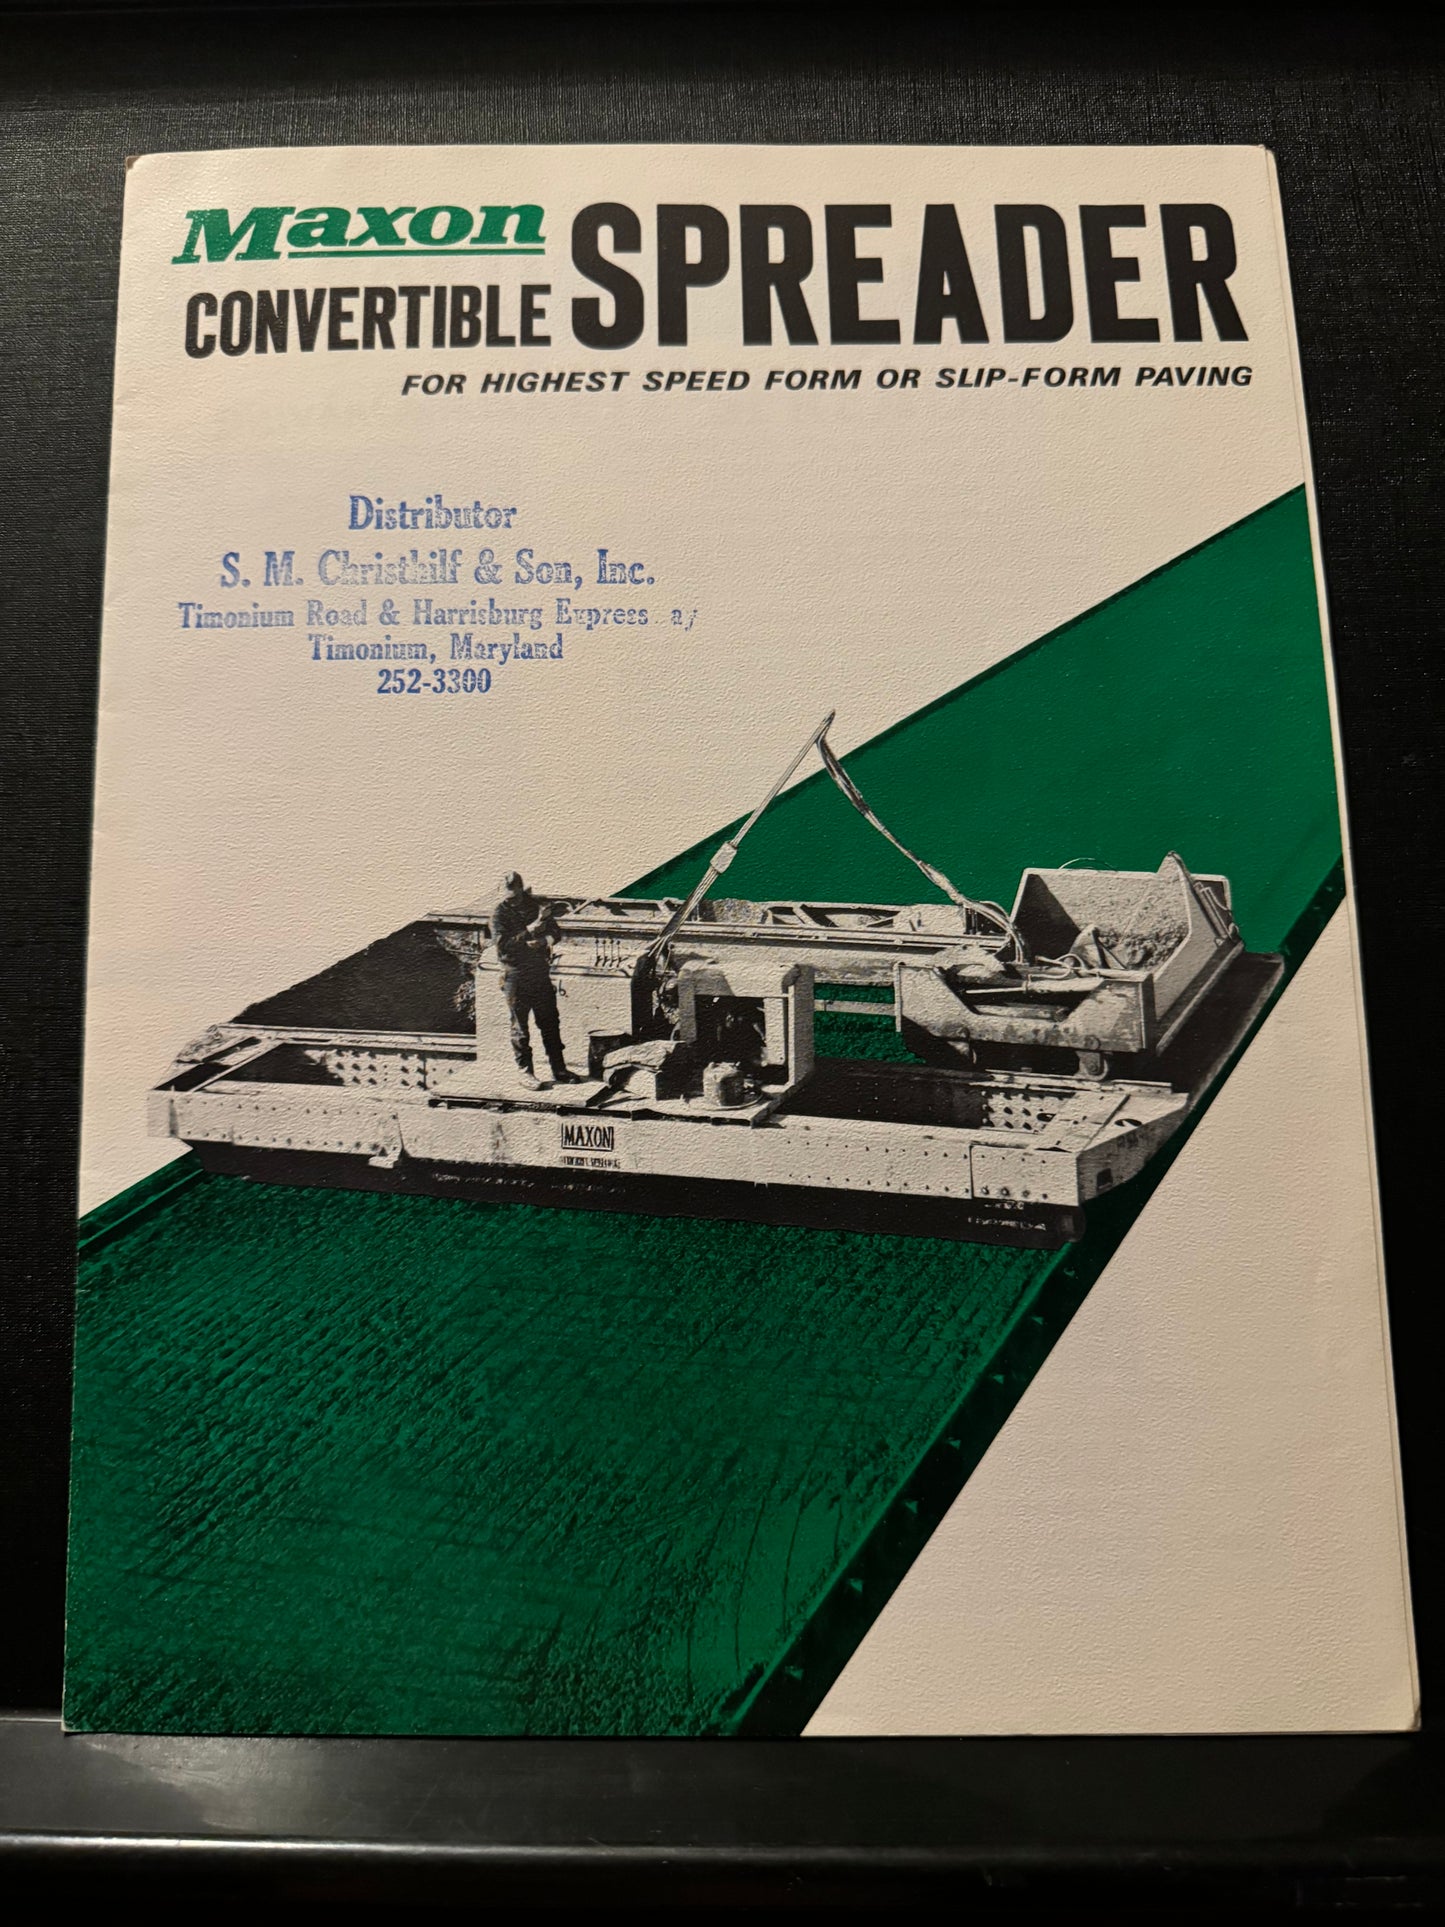 Maxon
CONVERTIBLE SPREADER
FOR HIGHEST SPEED FORM OR SLIP-FORM PAVING
Distributor
S. M. Christhilf & Son, Inc.
Timonium Road & Harrisburg
Timonium, Maryland
252-3300
MAXON